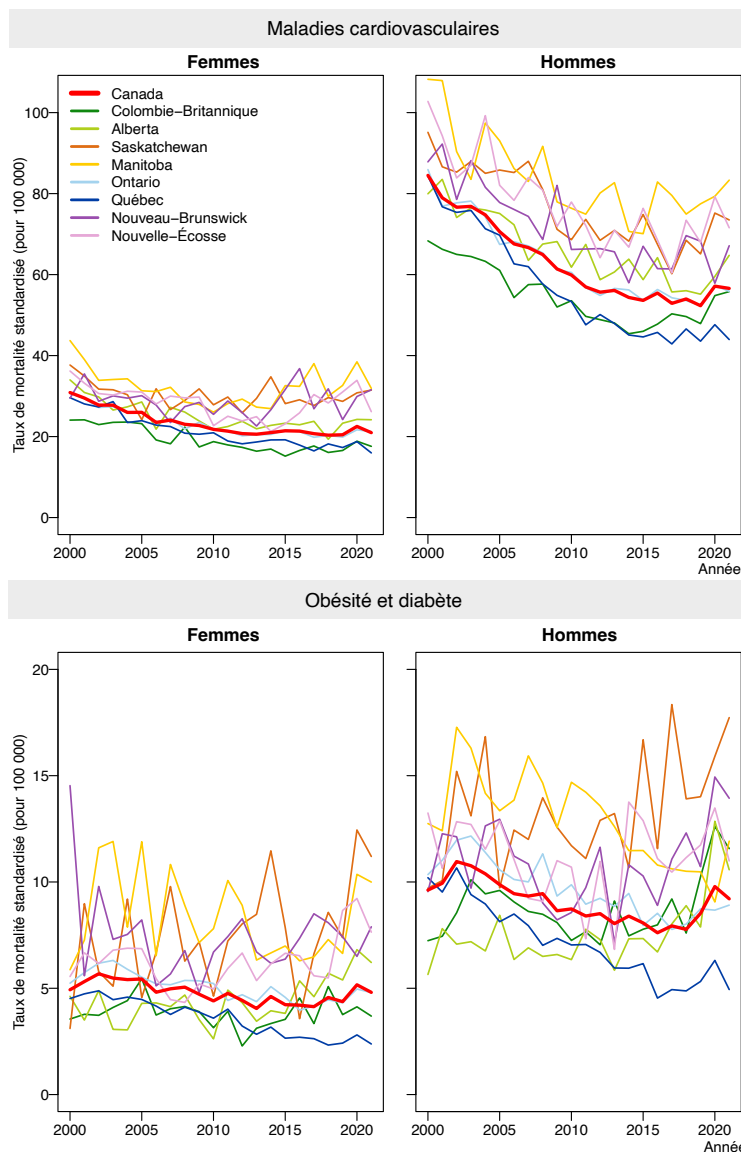 Maladies cardiovasculaires
Femmes
Hommes
Taux de mortalité standardisé (pour 100 000)
100
80
60
40
20
0
Canada
Colombie−Britannique
Alberta
Saskatchewan
Manitoba
Ontario
Québec
Nouveau−Brunswick
Nouvelle−Écosse
2000 2005 2010 2015 2020
2000 2005 2010 2015 2020
Année
Obésité et diabète
Femmes
Hommes
Taux de mortalité standardisé (pour 100 000)
20
15
10
5
0
2000 2005 2010 2015 2020
2000 2005 2010 2015 2020
Année